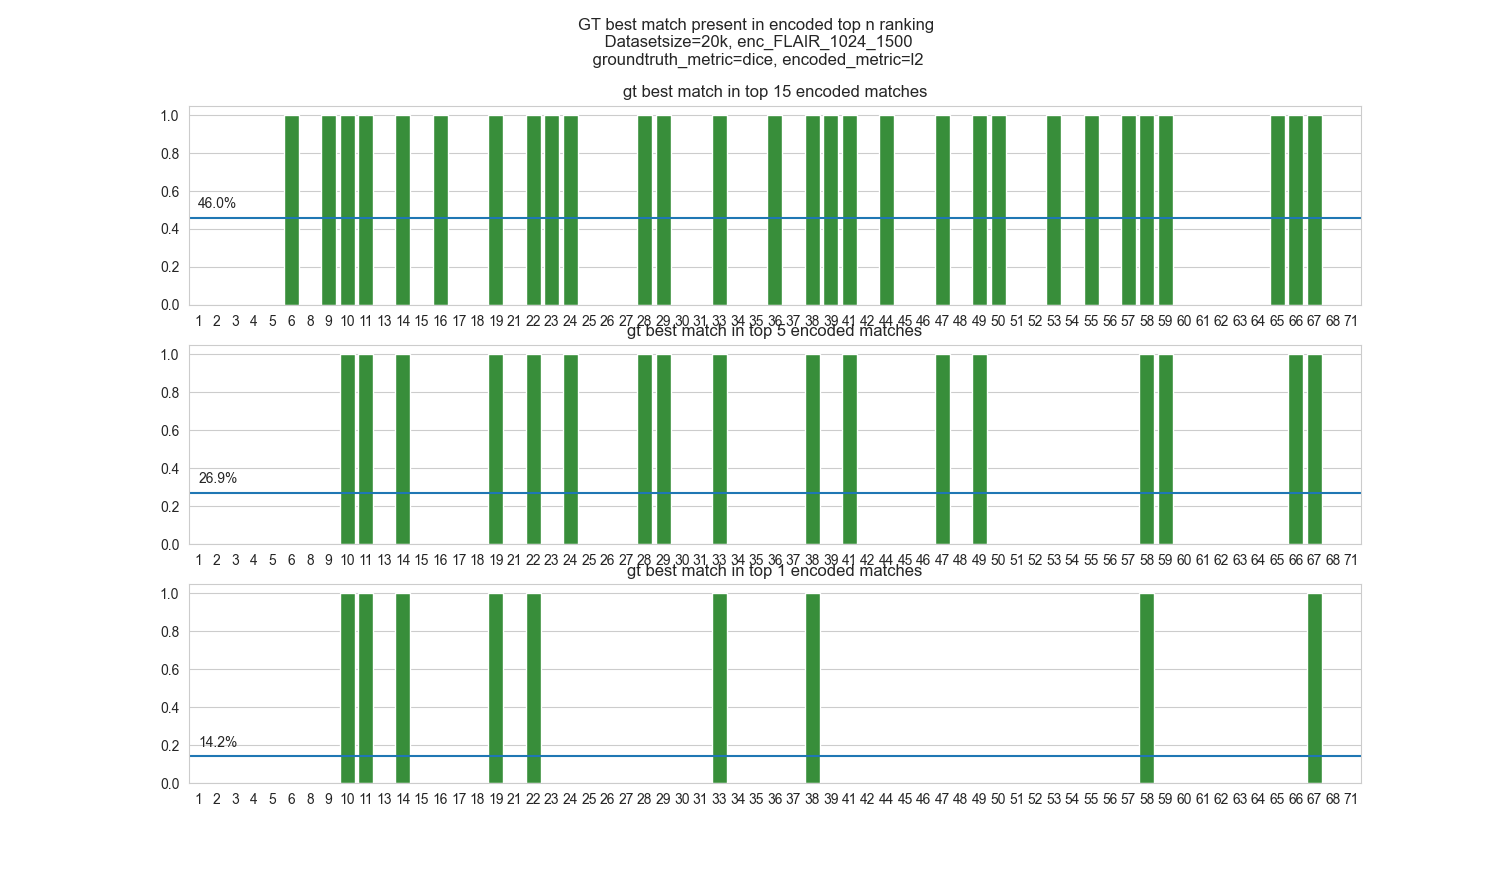 GT best match present in encoded top n ranking
Datasetsize=20k, enc_FLAIR_1024_1500
groundtruth_metric=dice, encoded_metric=l2
gt best match in top 15 encoded matches
1.0
0.8
0.6
46.0%
0.4
0.2
0.0
1 2 3 4 5 6 8 9 10 11 13 14 15 16 17 18 19 21 22 23 24 25 26 27 28 29 30 31 33 34 35 36 37 38 39 41 42 44 45 46 47 48 49 50 51 52 53 54 55 56 57 58 59 60 61 62 63 64 65 66 67 68 71
gt best match in top 5 encoded matches
1.0
0.8
0.6
0.4
26.9%
0.2
0.0
1 2 3 4 5 6 8 9 10 11 13 14 15 16 17 18 19 21 22 23 24 25 26 27 28 29 30 31 33 34 35 36 37 38 39 41 42 44 45 46 47 48 49 50 51 52 53 54 55 56 57 58 59 60 61 62 63 64 65 66 67 68 71
gt best match in top 1 encoded matches
1.0
0.8
0.6
0.4
0.2
14.2%
0.0
1 2 3 4 5 6 8 9 10 11 13 14 15 16 17 18 19 21 22 23 24 25 26 27 28 29 30 31 33 34 35 36 37 38 39 41 42 44 45 46 47 48 49 50 51 52 53 54 55 56 57 58 59 60 61 62 63 64 65 66 67 68 71